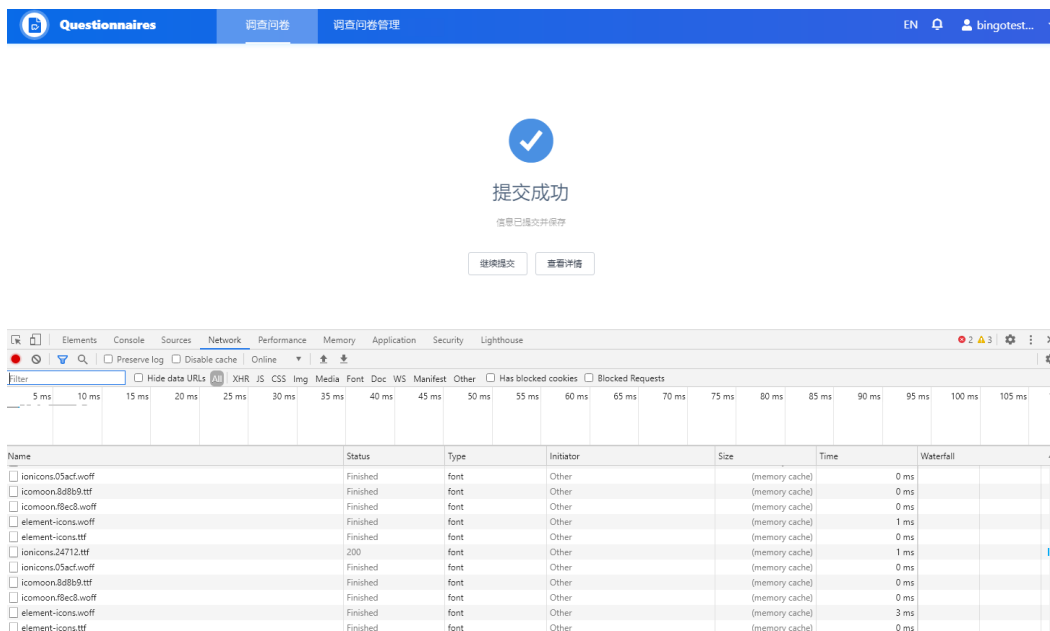 Questionnaires 调查问卷 调查问卷管理 EN bingotest...
提交成功
信息已提交并保存
继续提交 查看详情
Elements Console Sources Network Performance Memory Application Security Lighthouse 2 3
Preserve log Disable cache Online
Filter Hide data URLs All XHR JS CSS Img Media Font Doc WS Manifest Other Has blocked cookies Blocked Requests
5 ms 10 ms 15 ms 20 ms 25 ms 30 ms 35 ms 40 ms 45 ms 50 ms 55 ms 60 ms 65 ms 70 ms 75 ms 80 ms 85 ms 90 ms 95 ms 100 ms 105 ms
Name Status Type Initiator Size Time Waterfall
ionicons.05acf.woff Finished font Other (memory cache) 0 ms
icomoon.8d8b9.ttf Finished font Other (memory cache) 0 ms
icomoon.f8ec8.woff Finished font Other (memory cache) 0 ms
element-icons.woff Finished font Other (memory cache) 1 ms
element-icons.ttf Finished font Other (memory cache) 0 ms
ionicons.24712.ttf 200 font Other (memory cache) 1 ms
ionicons.05acf.woff Finished font Other (memory cache) 0 ms
icomoon.8d8b9.ttf Finished font Other (memory cache) 0 ms
icomoon.f8ec8.woff Finished font Other (memory cache) 0 ms
element-icons.woff Finished font Other (memory cache) 3 ms
element-icons.ttf Finished font Other (memory cache) 0 ms